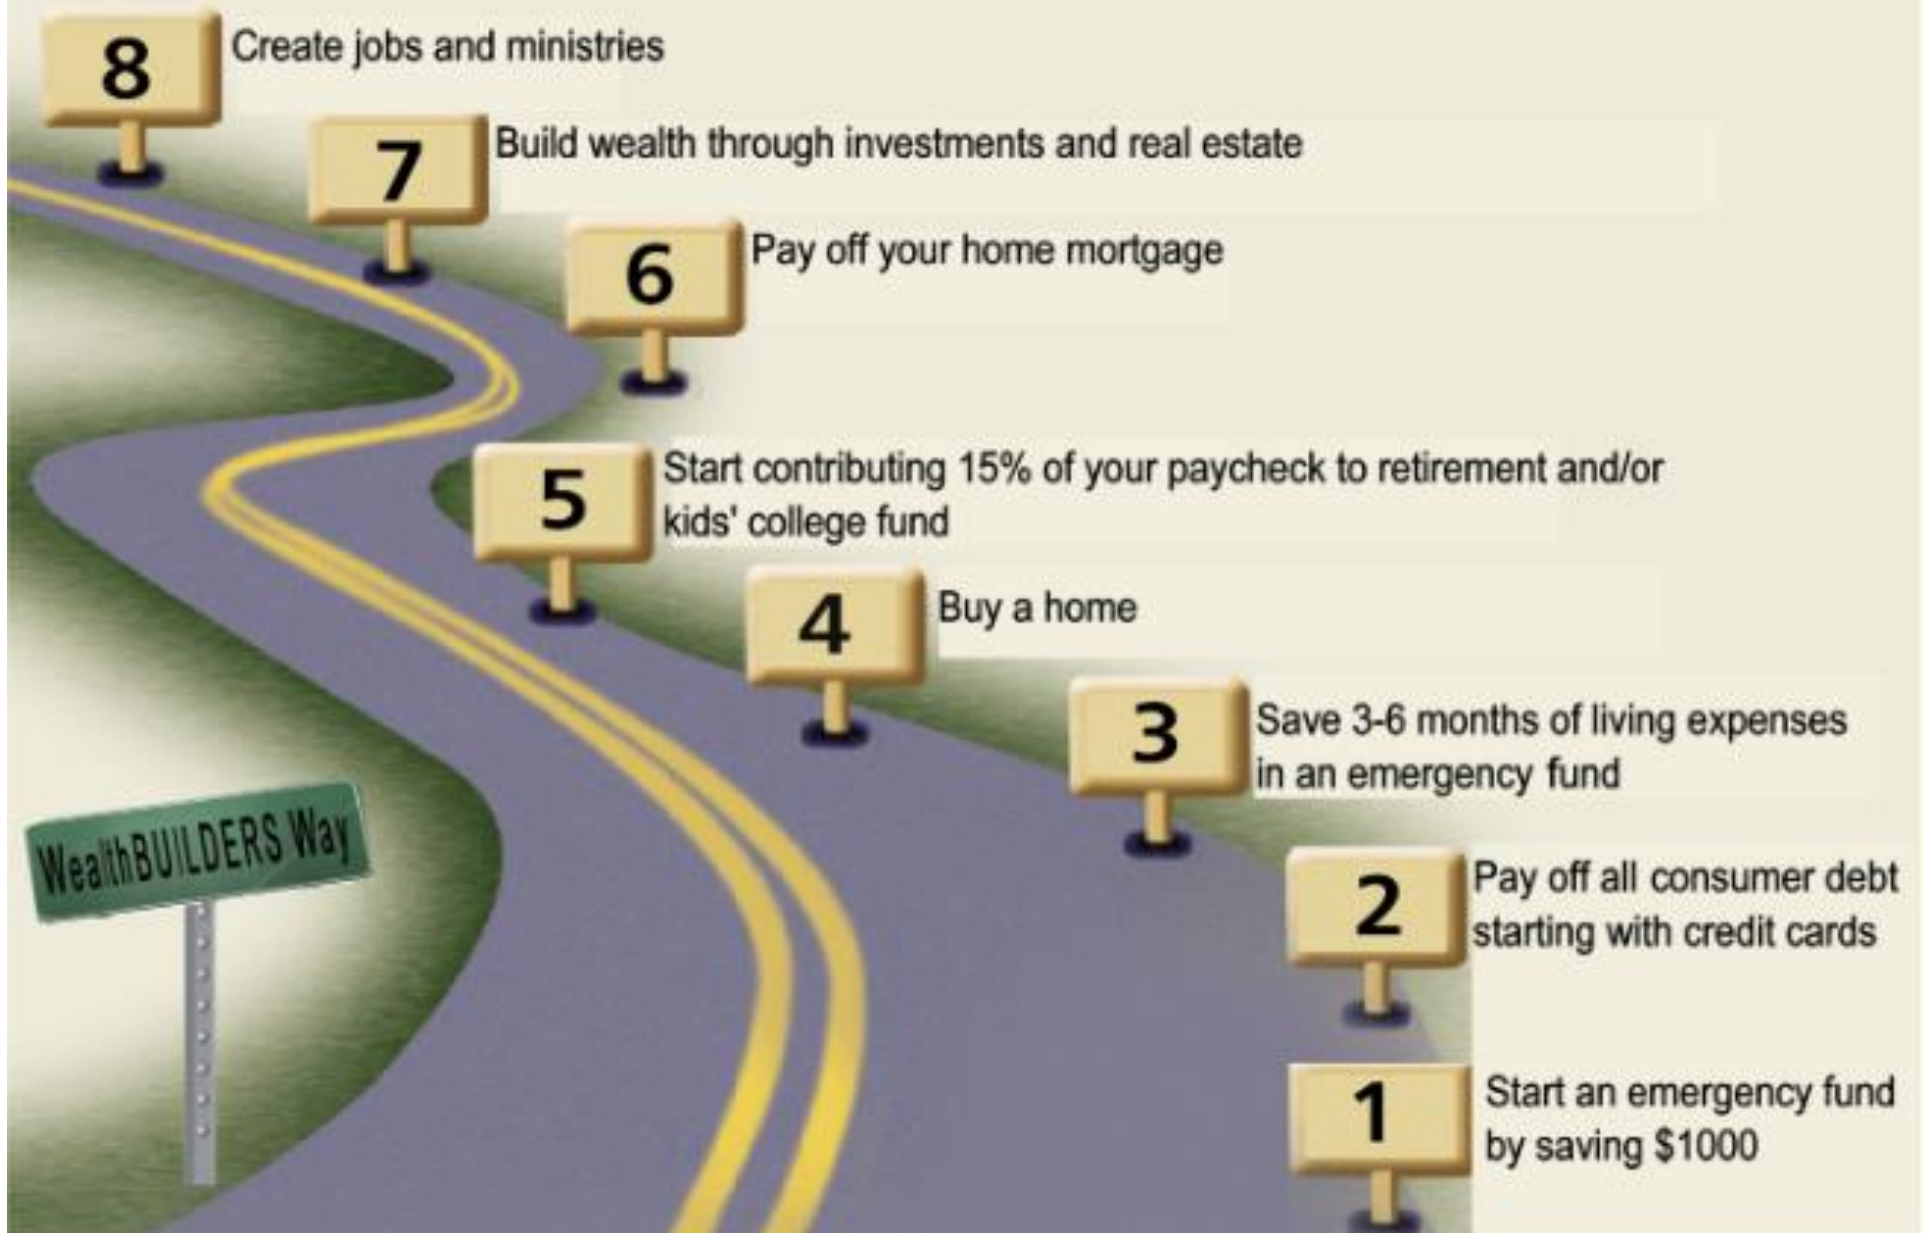 8
Create jobs and ministries
7
Build wealth through investments and real estate
6
Pay off your home mortgage
5
Start contributing 15% of your paycheck to retirement and/or
kids' college fund
4
Buy a home
3
Save 3-6 months of living expenses
in an emergency fund
WealthBUILDERS Way
2
Pay off all consumer debt
starting with credit cards
1
Start an emergency fund
by saving $1000